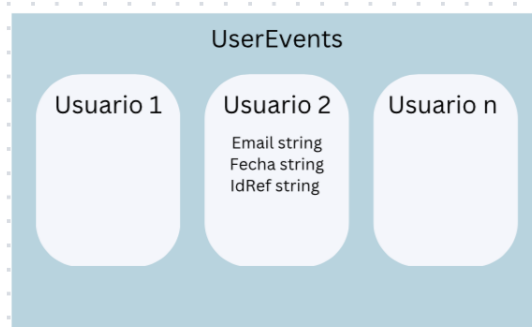 UserEvents
Usuario 1
Usuario 2
Email string
Fecha string
IdRef string
Usuario n